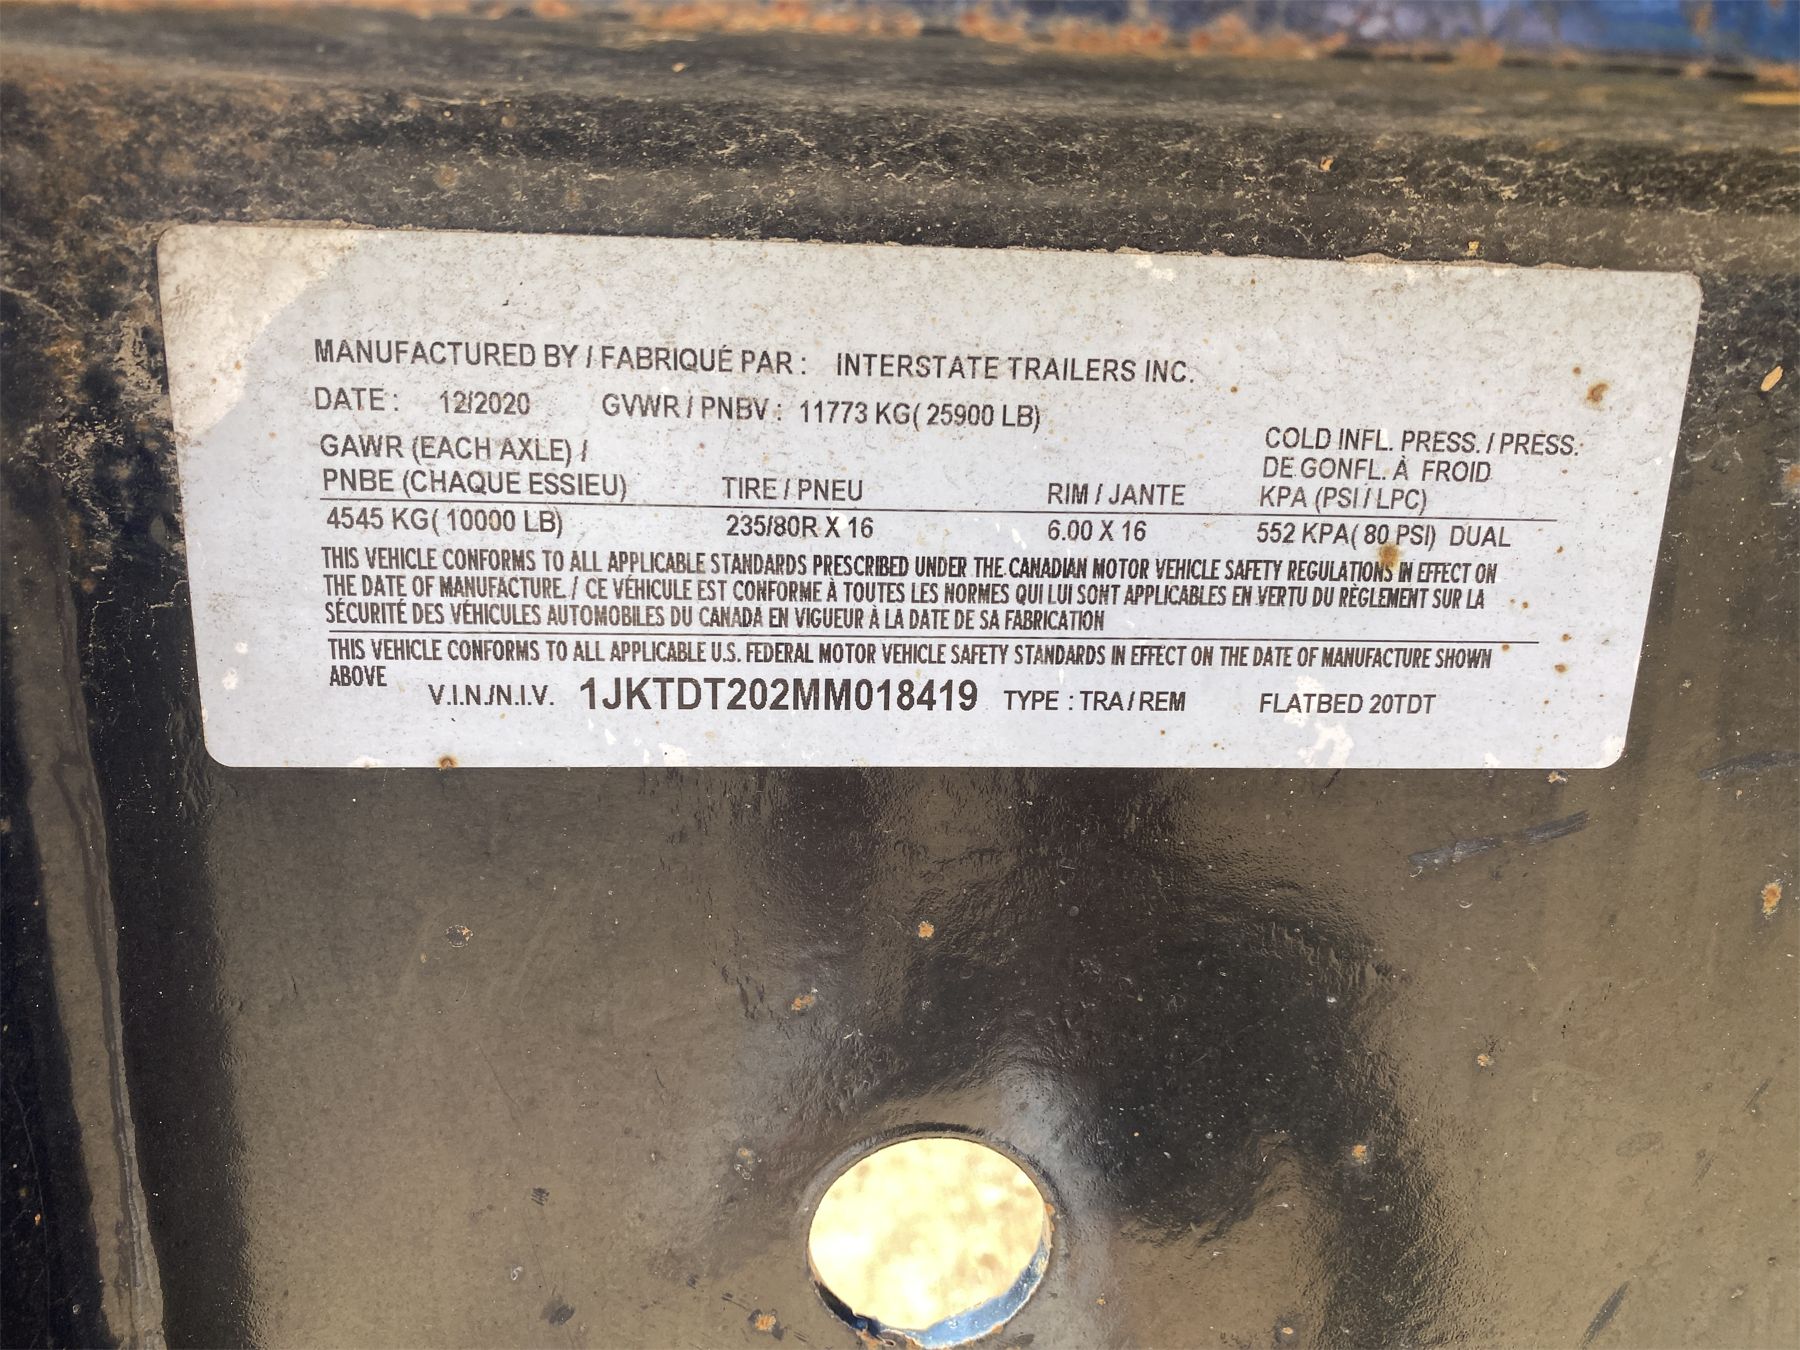 MANUFACTURED BY / FABRIQUÉ PAR : INTERSTATE TRAILERS INC.
DATE : 12/2020 GVWR / PNBV : 11773 KG( 25900 LB)
GAWR (EACH AXLE) /
PNBE (CHAQUE ESSIEU) TIRE / PNEU RIM / JANTE
COLD INFL. PRESS. / PRESS.
DE GONFL. À FROID
KPA (PSI / LPC)
4545 KG( 10000 LB) 235/80R X 16 6.00 X 16 552 KPA( 80 PSI) DUAL
THIS VEHICLE CONFORMS TO ALL APPLICABLE STANDARDS PRESCRIBED UNDER THE CANADIAN MOTOR VEHICLE SAFETY REGULATIONS IN EFFECT ON
THE DATE OF MANUFACTURE. / CE VÉHICULE EST CONFORME À TOUTES LES NORMES QUI LUI SONT APPLICABLES EN VERTU DU RÈGLEMENT SUR LA
SÉCURITÉ DES VÉHICULES AUTOMOBILES DU CANADA EN VIGUEUR À LA DATE DE SA FABRICATION
THIS VEHICLE CONFORMS TO ALL APPLICABLE U.S. FEDERAL MOTOR VEHICLE SAFETY STANDARDS IN EFFECT ON THE DATE OF MANUFACTURE SHOWN
ABOVE
V.I.N./N.I.V. 1JKTDT202MM018419 TYPE : TRA / REM FLATBED 20TDT